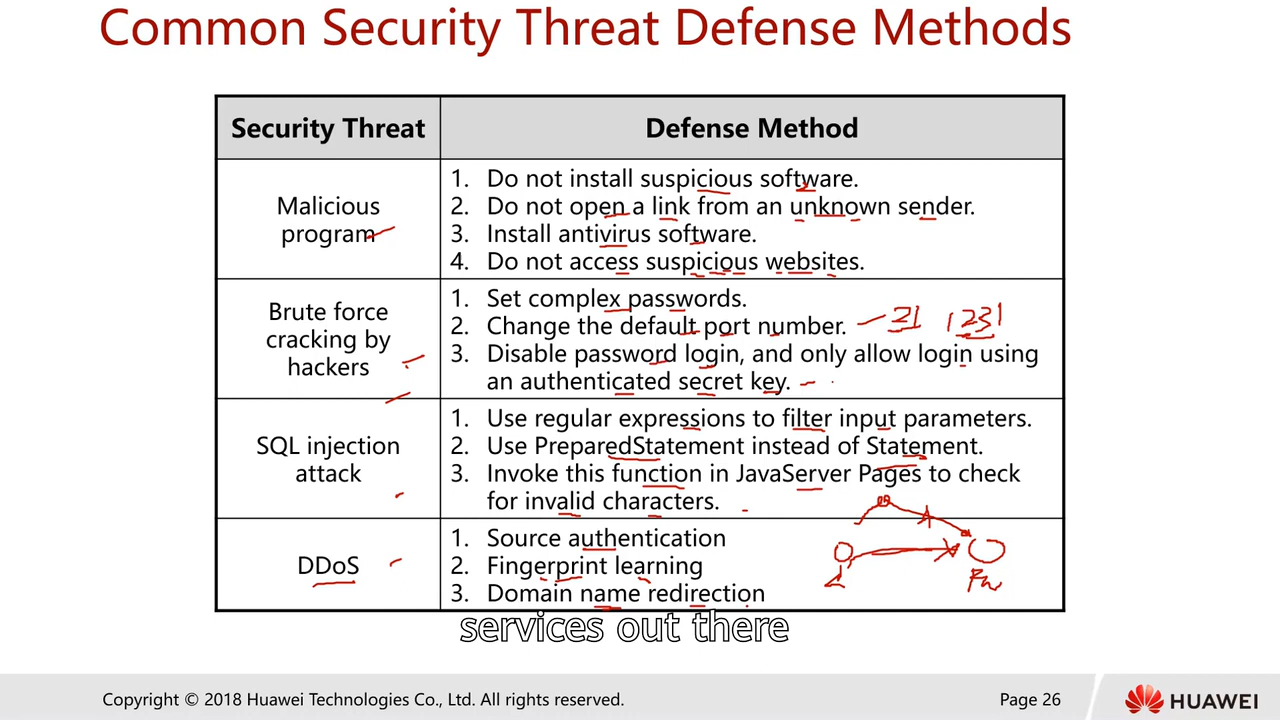 Common Security Threat Defense Methods
Security Threat
Defense Method
Malicious
program
1. Do not install suspicious software.
2. Do not open a link from an unknown sender.
3. Install antivirus software.
4. Do not access suspicious websites.
Brute force
cracking by
hackers
1. Set complex passwords.
2. Change the default port number.
21 1231
3. Disable password login, and only allow login using
an authenticated secret key.
SQL injection
attack
1. Use regular expressions to filter input parameters.
2. Use PreparedStatement instead of Statement.
3. Invoke this function in JavaServer Pages to check
for invalid characters.
DDoS
1. Source authentication
2. Fingerprint learning
3. Domain name redirection
services out there
Copyright © 2018 Huawei Technologies Co., Ltd. All rights reserved.
Page 26
HUAWEI